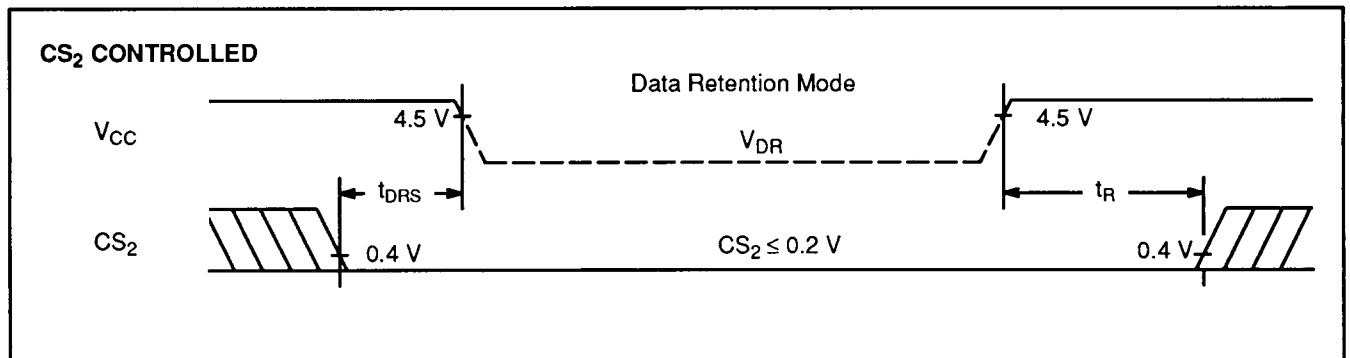 CS2 CONTROLLED
Data Retention Mode
4.5 V
4.5 V
VCC
VDR
tDRS
tR
CS2
0.4 V
CS2 ≤ 0.2 V
0.4 V